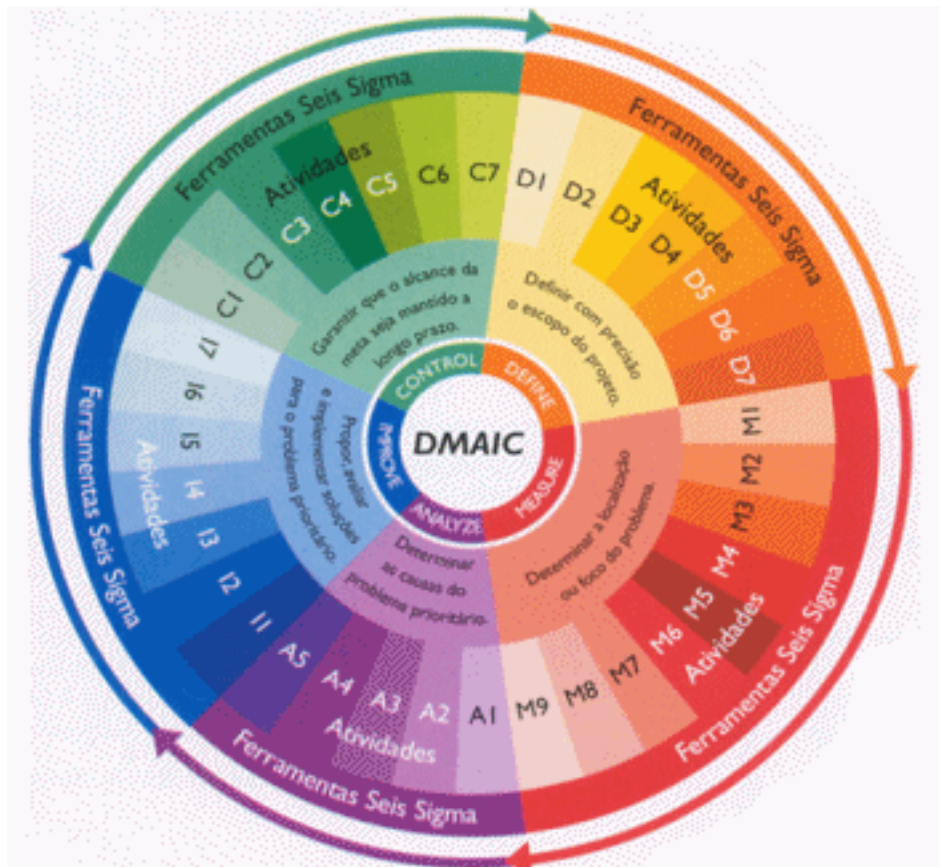 DMAIC
DEFINE
MEASURE
ANALYZE
IMPROVE
CONTROL
Definir com precisão
o escopo do projeto.
Determinar a localização
ou foco do problema.
Determinar
as causas do
problema prioritário.
Propor, avaliar
e implementar soluções
para o problema prioritário.
Garantir que o alcance da
meta seja mantido a
longo prazo.
Ferramentas Seis Sigma
Atividades
D1
D2
D3
D4
D5
D6
D7
Ferramentas Seis Sigma
Atividades
M1
M2
M3
M4
M5
M6
M7
M8
M9
Ferramentas Seis Sigma
Atividades
A1
A2
A3
A4
A5
Ferramentas Seis Sigma
Atividades
I1
I2
I3
I4
I5
I6
I7
Ferramentas Seis Sigma
Atividades
C1
C2
C3
C4
C5
C6
C7